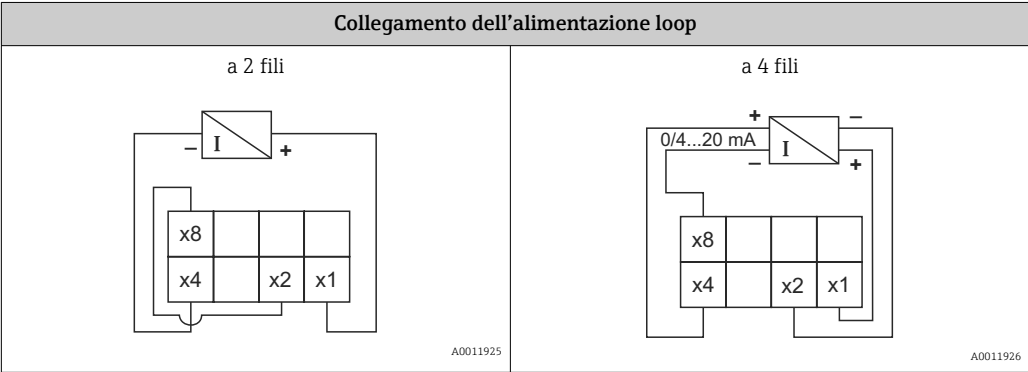 Collegamento dell'alimentazione loop
a 2 fili
– I +
x8
x4 x2 x1
A0011925
a 4 fili
+ –
0/4...20 mA I
– +
x8
x4 x2 x1
A0011926